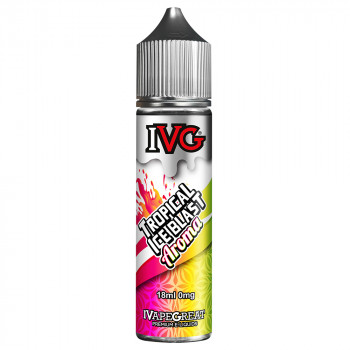 IVG
TROPICAL
ICE BLAST
Aroma
18ml 0mg
IVAPEGREAT
PREMIUM E-LIQUIDS